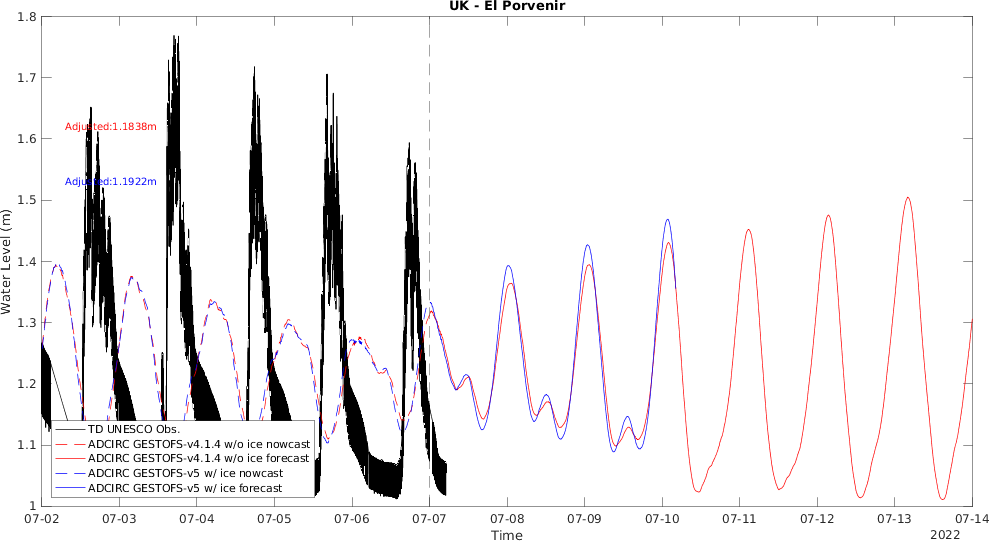 UK - El Porvenir
1.8
1.7
1.6
1.5
1.4
1.3
1.2
1.1
1
Water Level (m)
Adjusted:1.1838m
Adjusted:1.1922m
TD UNESCO Obs.
ADCIRC GESTOFS-v4.1.4 w/o ice nowcast
ADCIRC GESTOFS-v4.1.4 w/o ice forecast
ADCIRC GESTOFS-v5 w/ ice nowcast
ADCIRC GESTOFS-v5 w/ ice forecast
07-02 07-03 07-04 07-05 07-06 07-07 07-08 07-09 07-10 07-11 07-12 07-13 07-14
Time
2022